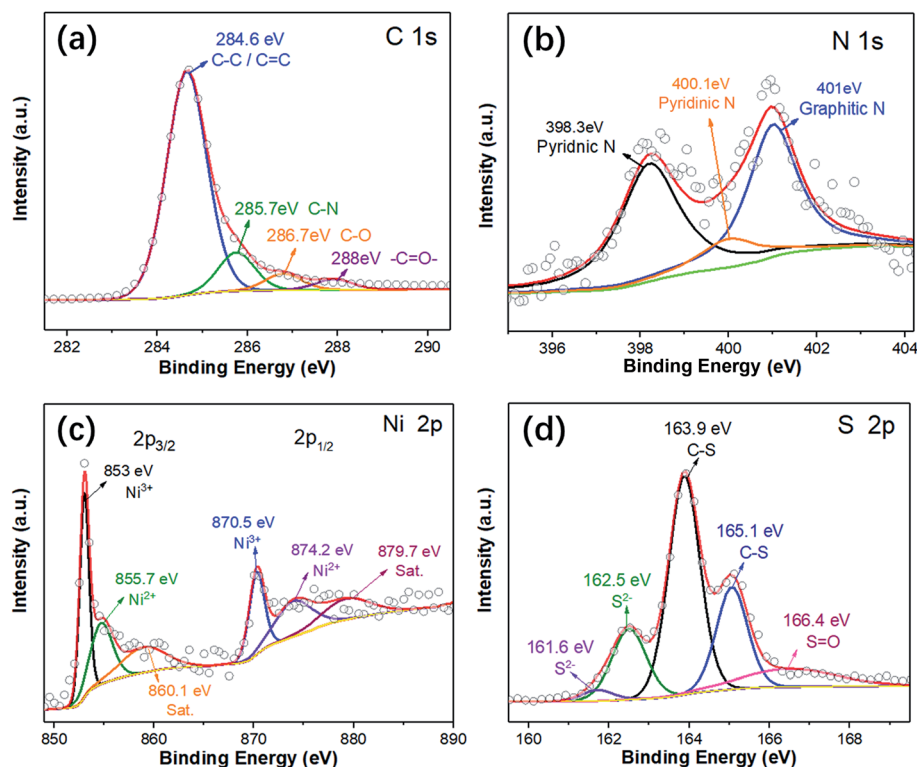 (a)
C 1s
284.6 eV
C-C / C=C
285.7eV C-N
286.7eV C-O
288eV -C=O-
Intensity (a.u.)
282 284 286 288 290
Binding Energy (eV)
(b)
N 1s
398.3eV
Pyridnic N
400.1eV
Pyridinic N
401eV
Graphitic N
Intensity (a.u.)
396 398 400 402 404
Binding Energy (eV)
(c)
Ni 2p
2p3/2
2p1/2
853 eV
Ni3+
855.7 eV
Ni2+
860.1 eV
Sat.
870.5 eV
Ni3+
874.2 eV
Ni2+
879.7 eV
Sat.
Intensity (a.u.)
850 860 870 880 890
Binding Energy (eV)
(d)
S 2p
161.6 eV
S2-
162.5 eV
S2-
163.9 eV
C-S
165.1 eV
C-S
166.4 eV
S=O
Intensity (a.u.)
160 162 164 166 168
Binding Energy (eV)